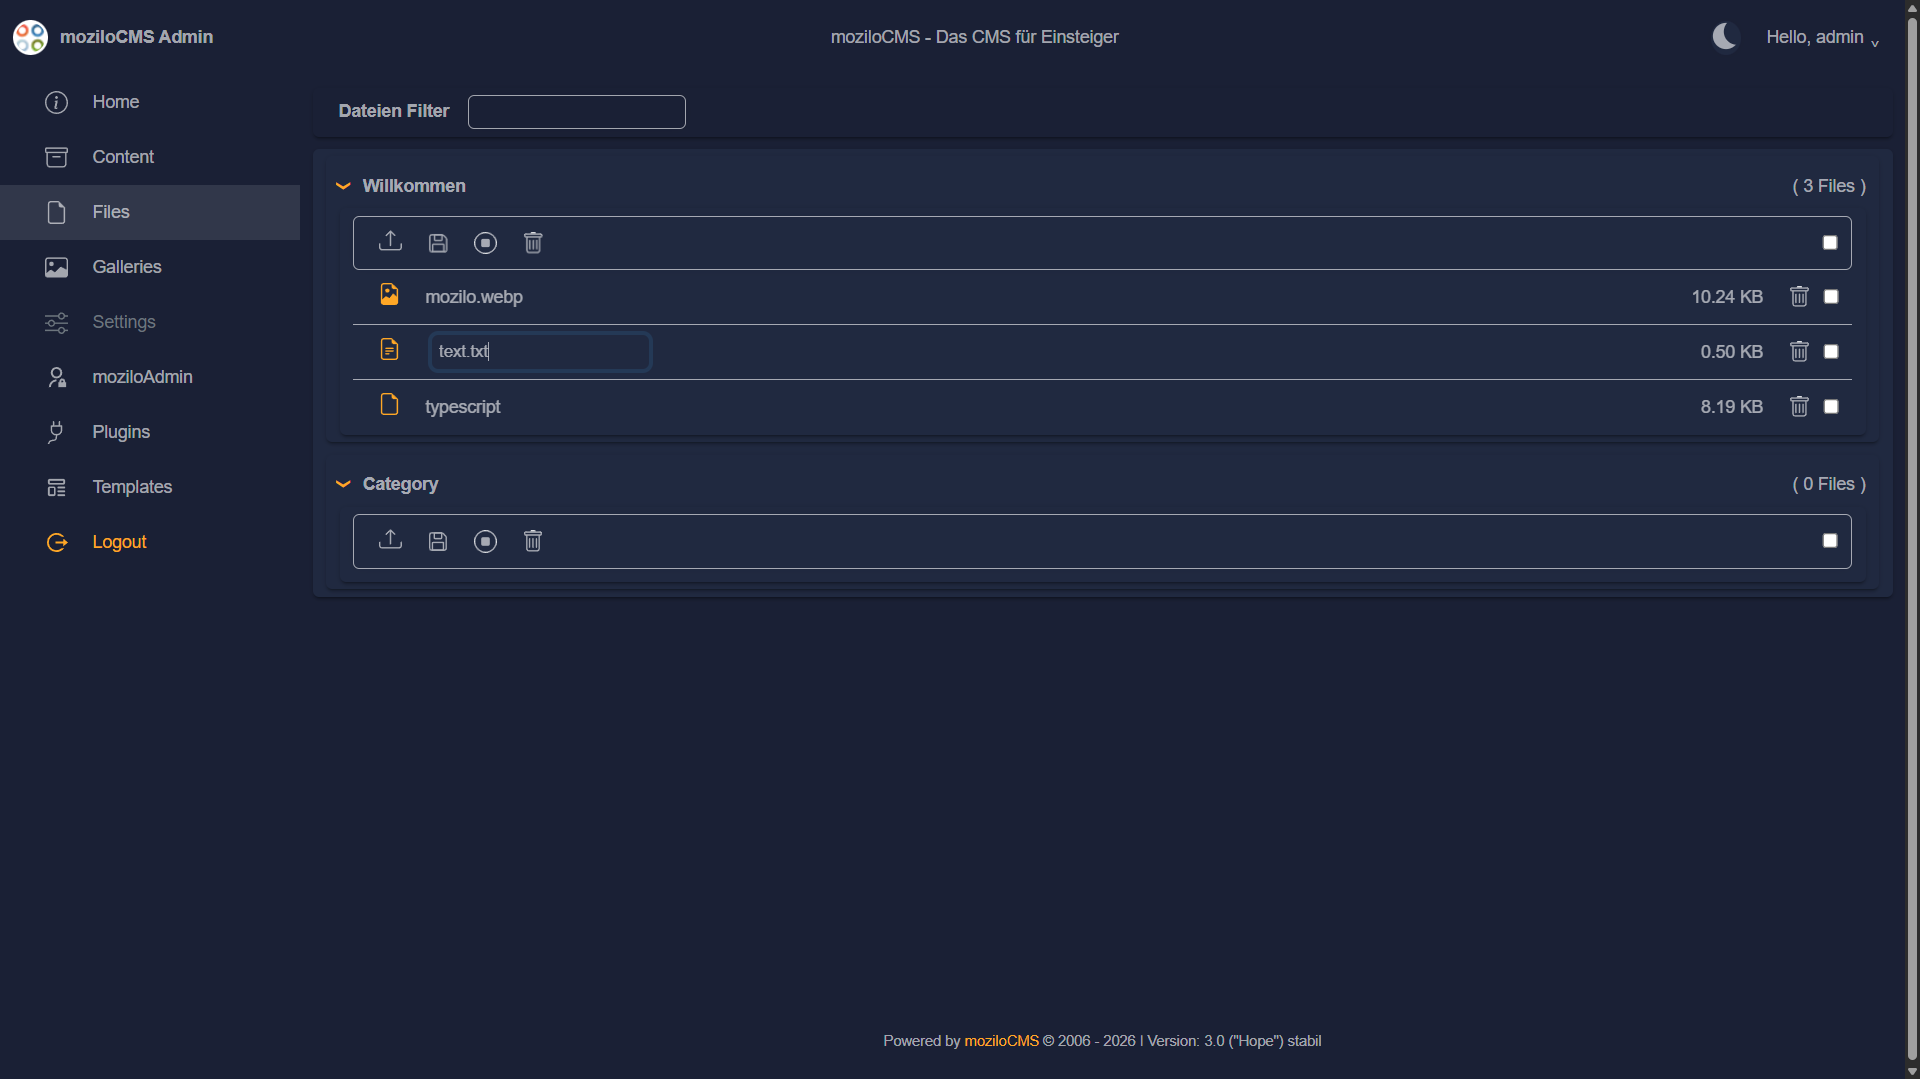 moziloCMS Admin
moziloCMS - Das CMS für Einsteiger
Hello, admin
Home
Content
Files
Galleries
Settings
moziloAdmin
Plugins
Templates
Logout
Dateien Filter
Willkommen
( 3 Files )
mozilo.webp
10.24 KB
text.txt
0.50 KB
typescript
8.19 KB
Category
( 0 Files )
Powered by moziloCMS © 2006 - 2026 | Version: 3.0 ("Hope") stabil